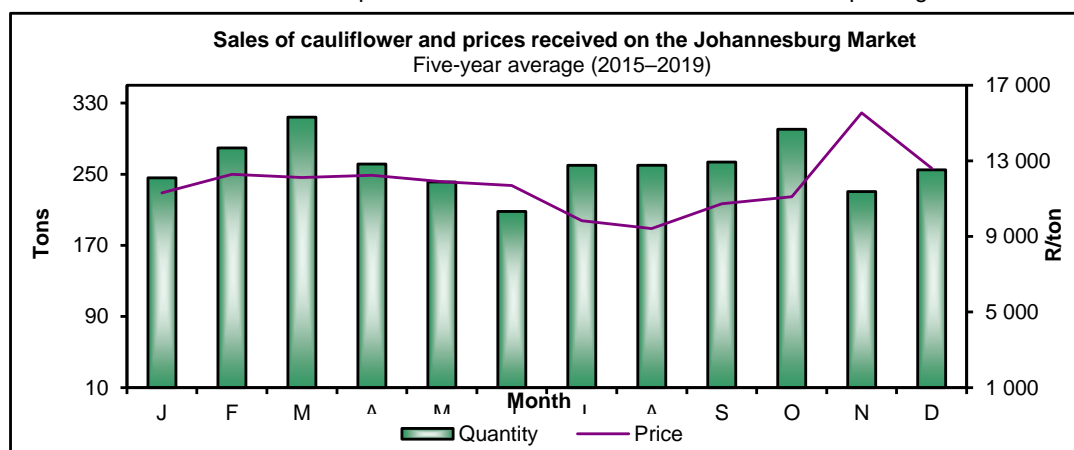 Sales of cauliflower and prices received on the Johannesburg Market
Five-year average (2015–2019)
Tons
330
250
170
90
10
17 000
13 000
9 000
5 000
1 000
R/ton
J F M A M J J A S O N D
Month
Quantity Price